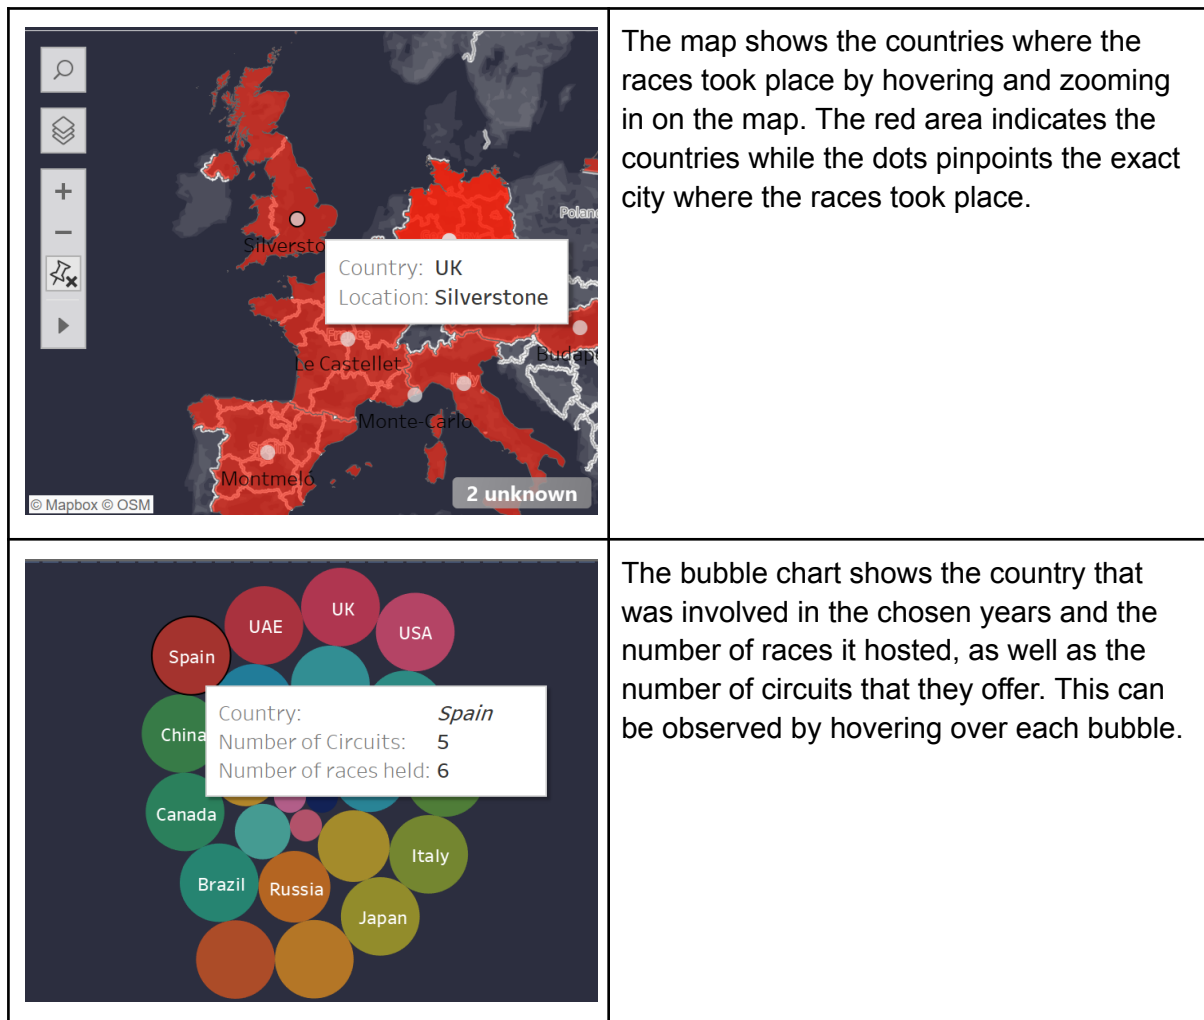 The map shows the countries where the
races took place by hovering and zooming
in on the map. The red area indicates the
countries while the dots pinpoints the exact
city where the races took place.
Poland
Silversto
Country: UK
Location: Silverstone
France
Le Castellet
Budap
Italy
Monte-Carlo
Spain
Montmeló
2 unknown
© Mapbox © OSM
The bubble chart shows the country that
was involved in the chosen years and the
number of races it hosted, as well as the
number of circuits that they offer. This can
be observed by hovering over each bubble.
UK
UAE
USA
Spain
Country: Spain
Number of Circuits: 5
Number of races held: 6
China
Canada
Italy
Brazil
Russia
Japan